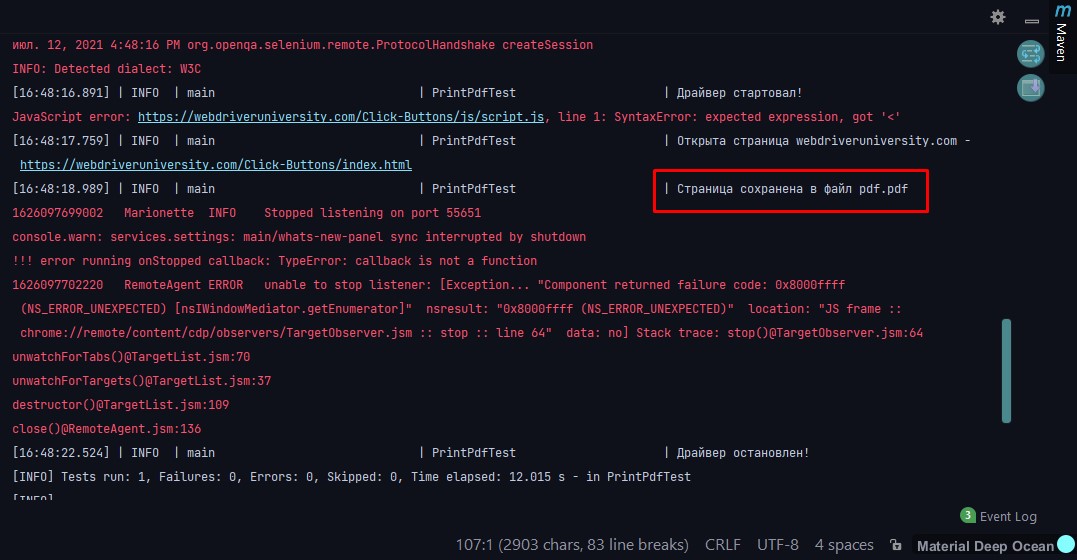 m
Maven
июл. 12, 2021 4:48:16 PM org.openqa.selenium.remote.ProtocolHandshake createSession
INFO: Detected dialect: W3C
[16:48:16.891] | INFO  | main | PrintPdfTest | Драйвер стартовал!
JavaScript error: https://webdriveruniversity.com/Click-Buttons/js/script.js, line 1: SyntaxError: expected expression, got '<'
[16:48:17.759] | INFO  | main | PrintPdfTest | Открыта страница webdriveruniversity.com -
https://webdriveruniversity.com/Click-Buttons/index.html
[16:48:18.989] | INFO  | main | PrintPdfTest | Страница сохранена в файл pdf.pdf
1626097699002   Marionette  INFO    Stopped listening on port 55651
console.warn: services.settings: main/whats-new-panel sync interrupted by shutdown
!!! error running onStopped callback: TypeError: callback is not a function
1626097702220   RemoteAgent ERROR   unable to stop listener: [Exception... "Component returned failure code: 0x8000ffff
(NS_ERROR_UNEXPECTED) [nsIWindowMediator.getEnumerator]"  nsresult: "0x8000ffff (NS_ERROR_UNEXPECTED)"  location: "JS frame ::
chrome://remote/content/cdp/observers/TargetObserver.jsm :: stop :: line 64"  data: no] Stack trace: stop()@TargetObserver.jsm:64
unwatchForTabs()@TargetList.jsm:70
unwatchForTargets()@TargetList.jsm:37
destructor()@TargetList.jsm:109
close()@RemoteAgent.jsm:136
[16:48:22.524] | INFO  | main | PrintPdfTest | Драйвер остановлен!
[INFO] Tests run: 1, Failures: 0, Errors: 0, Skipped: 0, Time elapsed: 12.015 s - in PrintPdfTest
[INFO]
3 Event Log
107:1 (2903 chars, 83 line breaks) CRLF UTF-8 4 spaces Material Deep Ocean